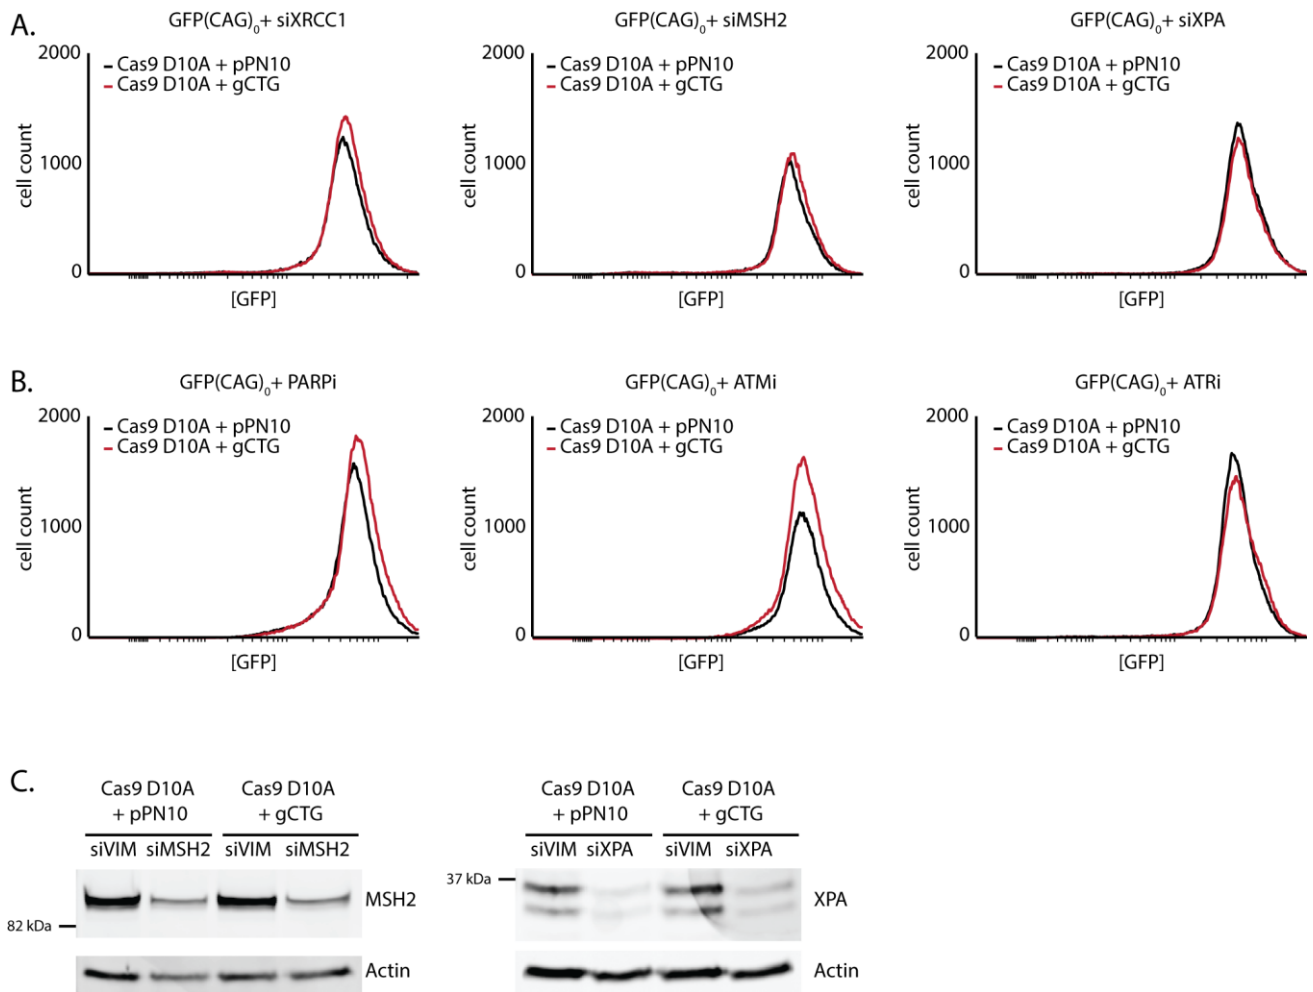 A.
GFP(CAG)₀+ siXRCC1
2000
Cas9 D10A + pPN10
Cas9 D10A + gCTG
1000
0
cell count
[GFP]
GFP(CAG)₀+ siMSH2
2000
Cas9 D10A + pPN10
Cas9 D10A + gCTG
1000
0
cell count
[GFP]
GFP(CAG)₀+ siXPA
2000
Cas9 D10A + pPN10
Cas9 D10A + gCTG
1000
0
cell count
[GFP]
B.
GFP(CAG)₀+ PARPi
2000
Cas9 D10A + pPN10
Cas9 D10A + gCTG
1000
0
cell count
[GFP]
GFP(CAG)₀+ ATMi
2000
Cas9 D10A + pPN10
Cas9 D10A + gCTG
1000
0
cell count
[GFP]
GFP(CAG)₀+ ATRi
2000
Cas9 D10A + pPN10
Cas9 D10A + gCTG
1000
0
cell count
[GFP]
C.
Cas9 D10A
+ pPN10
Cas9 D10A
+ gCTG
siVIM siMSH2 siVIM siMSH2
MSH2
82 kDa
Actin
Cas9 D10A
+ pPN10
Cas9 D10A
+ gCTG
siVIM siXPA siVIM siXPA
37 kDa
XPA
Actin